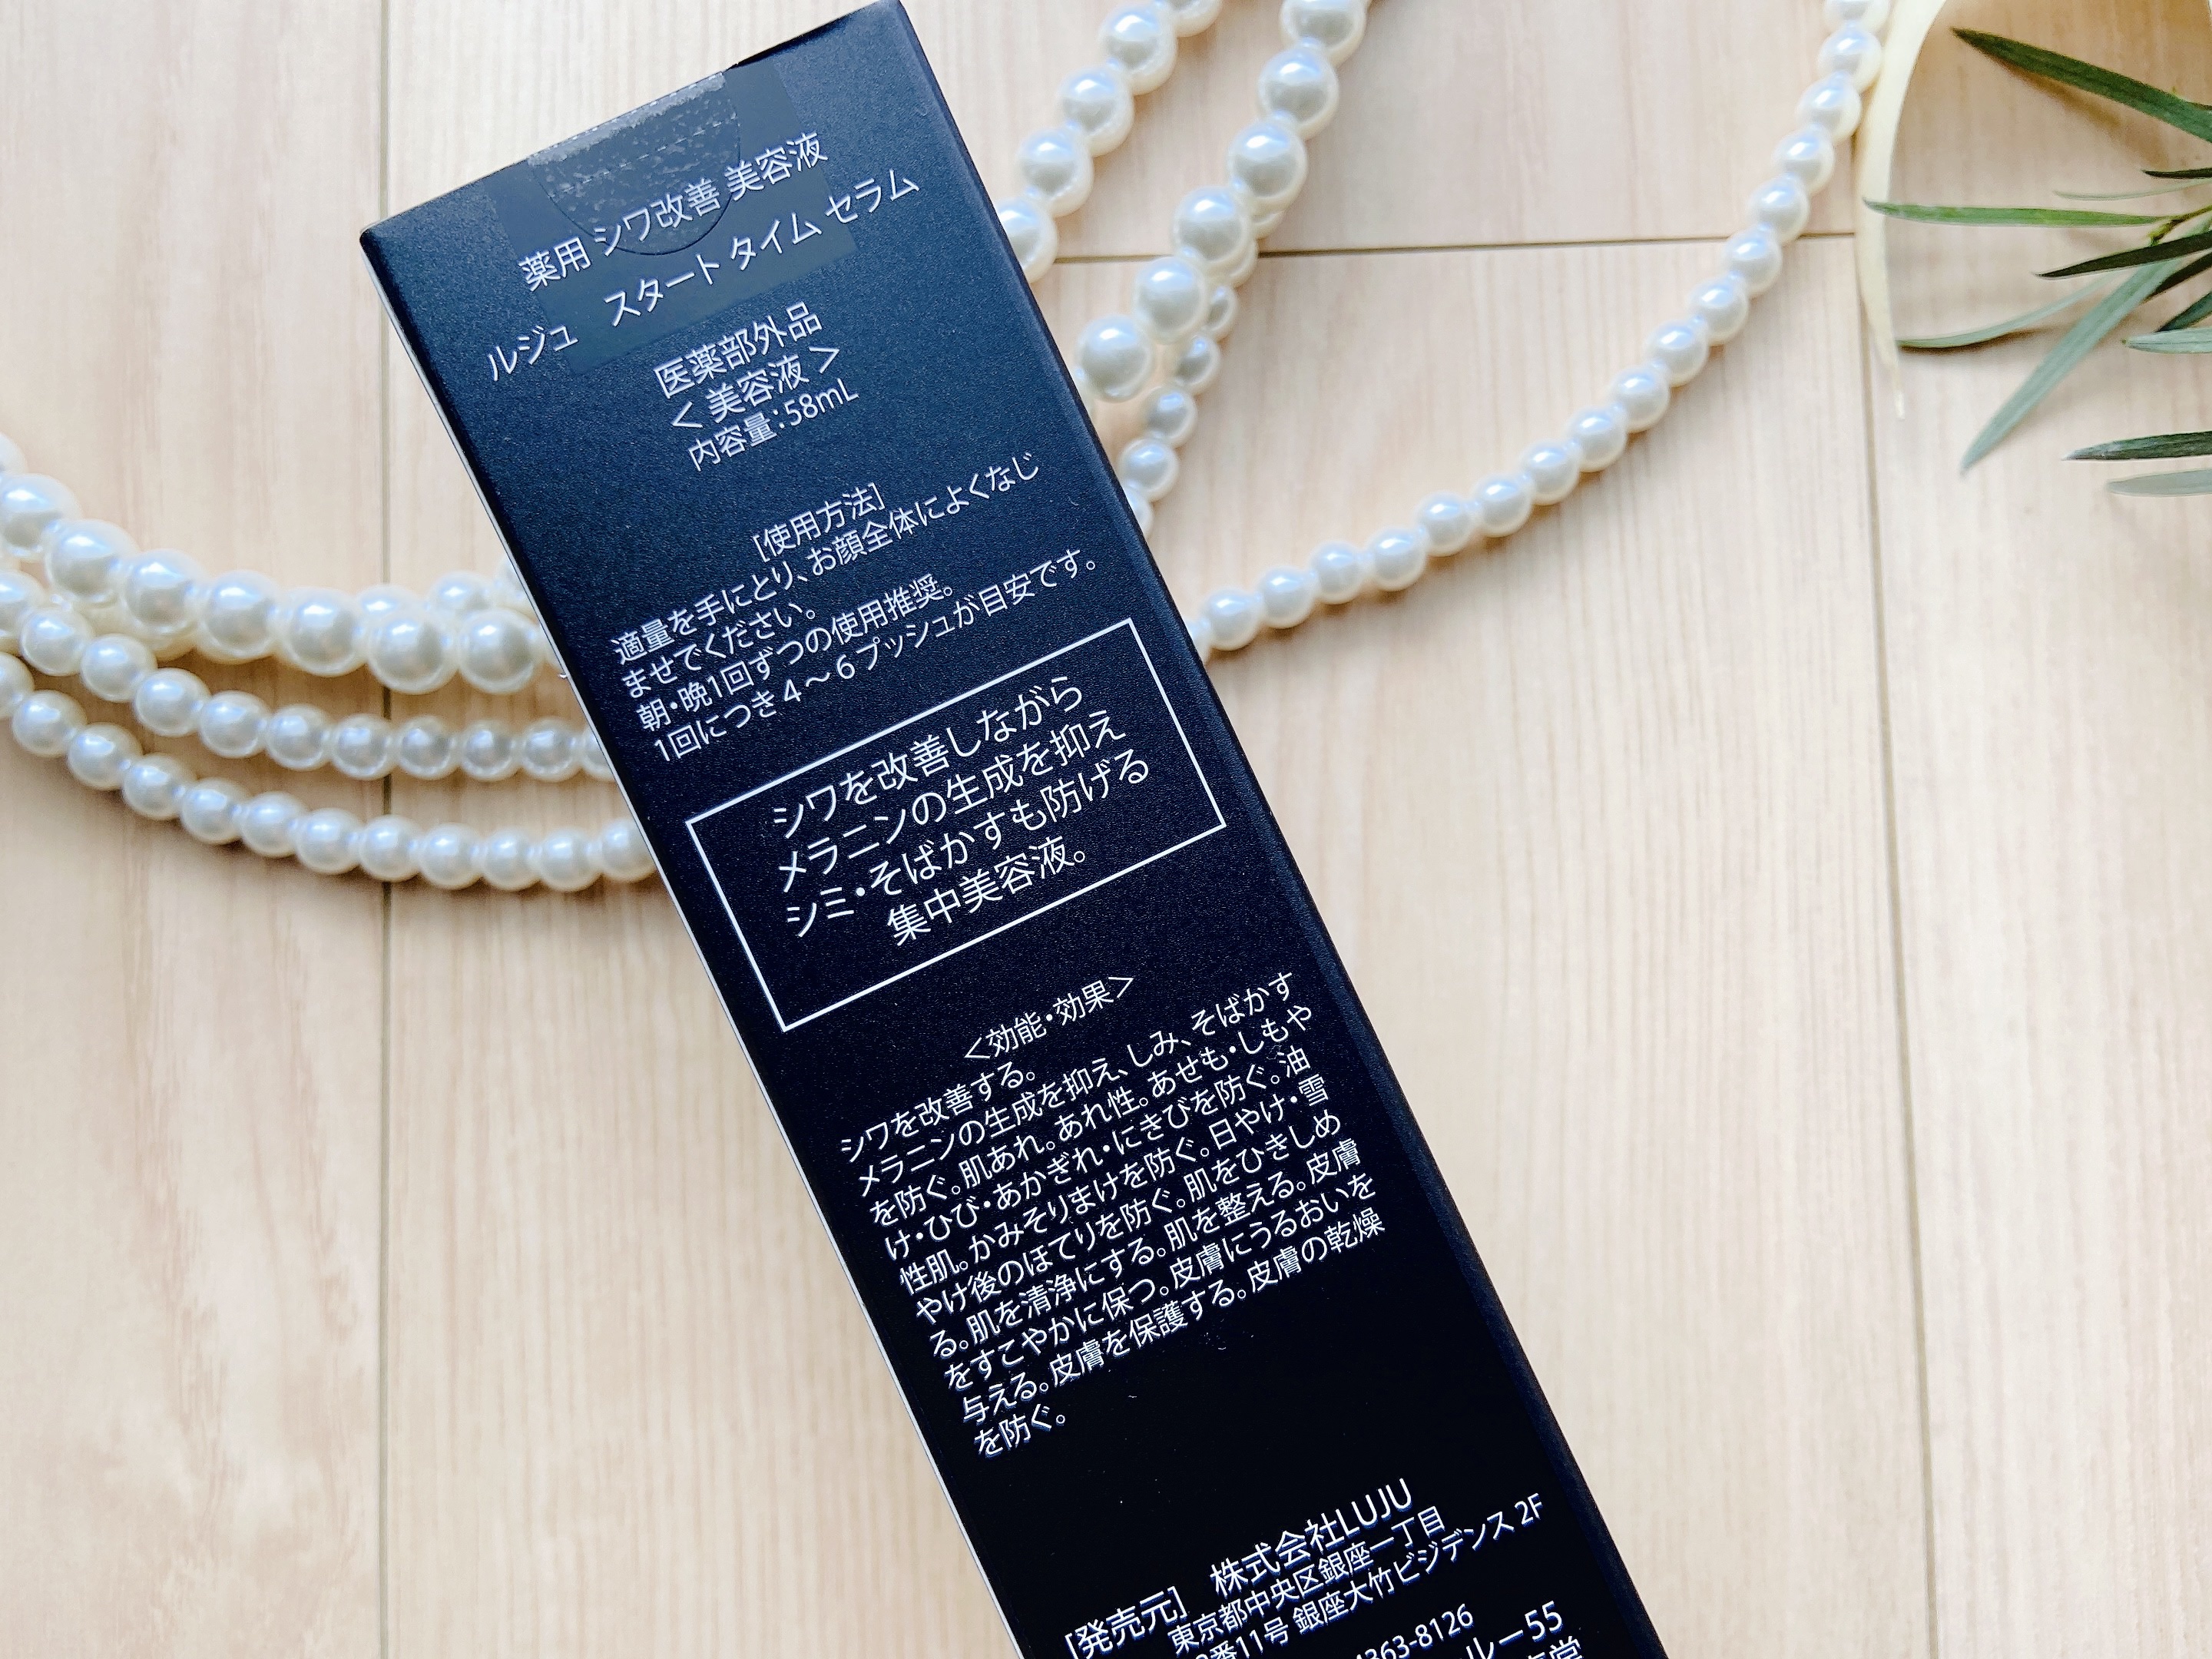 薬用 シワ改善 美容液
ルジュ スタート タイム セラム
医薬部外品
＜ 美容液 ＞
内容量：58mL
[使用方法]
適量を手にとり、お顔全体によくなじ
ませてください。
朝・晩1回ずつの使用推奨。
1回につき４〜６プッシュが目安です。
シワを改善しながら
メラニンの生成を抑え
シミ・そばかすも防げる
集中美容液。
＜効能・効果＞
シワを改善する。
メラニンの生成を抑え、しみ、そばかす
を防ぐ。肌あれ。あれ性。あせも・しもや
け・ひび・あかぎれ・にきびを防ぐ。油
性肌。かみそりまけを防ぐ。日やけ・雪
やけ後のほてりを防ぐ。肌をひきしめ
る。肌を清浄にする。肌を整える。皮膚
をすこやかに保つ。皮膚にうるおいを
与える。皮膚を保護する。皮膚の乾燥
を防ぐ。
[発売元] 株式会社LUJU
東京都中央区銀座一丁目
番11号 銀座大竹ビジデンス 2F
363-8126
ルー55